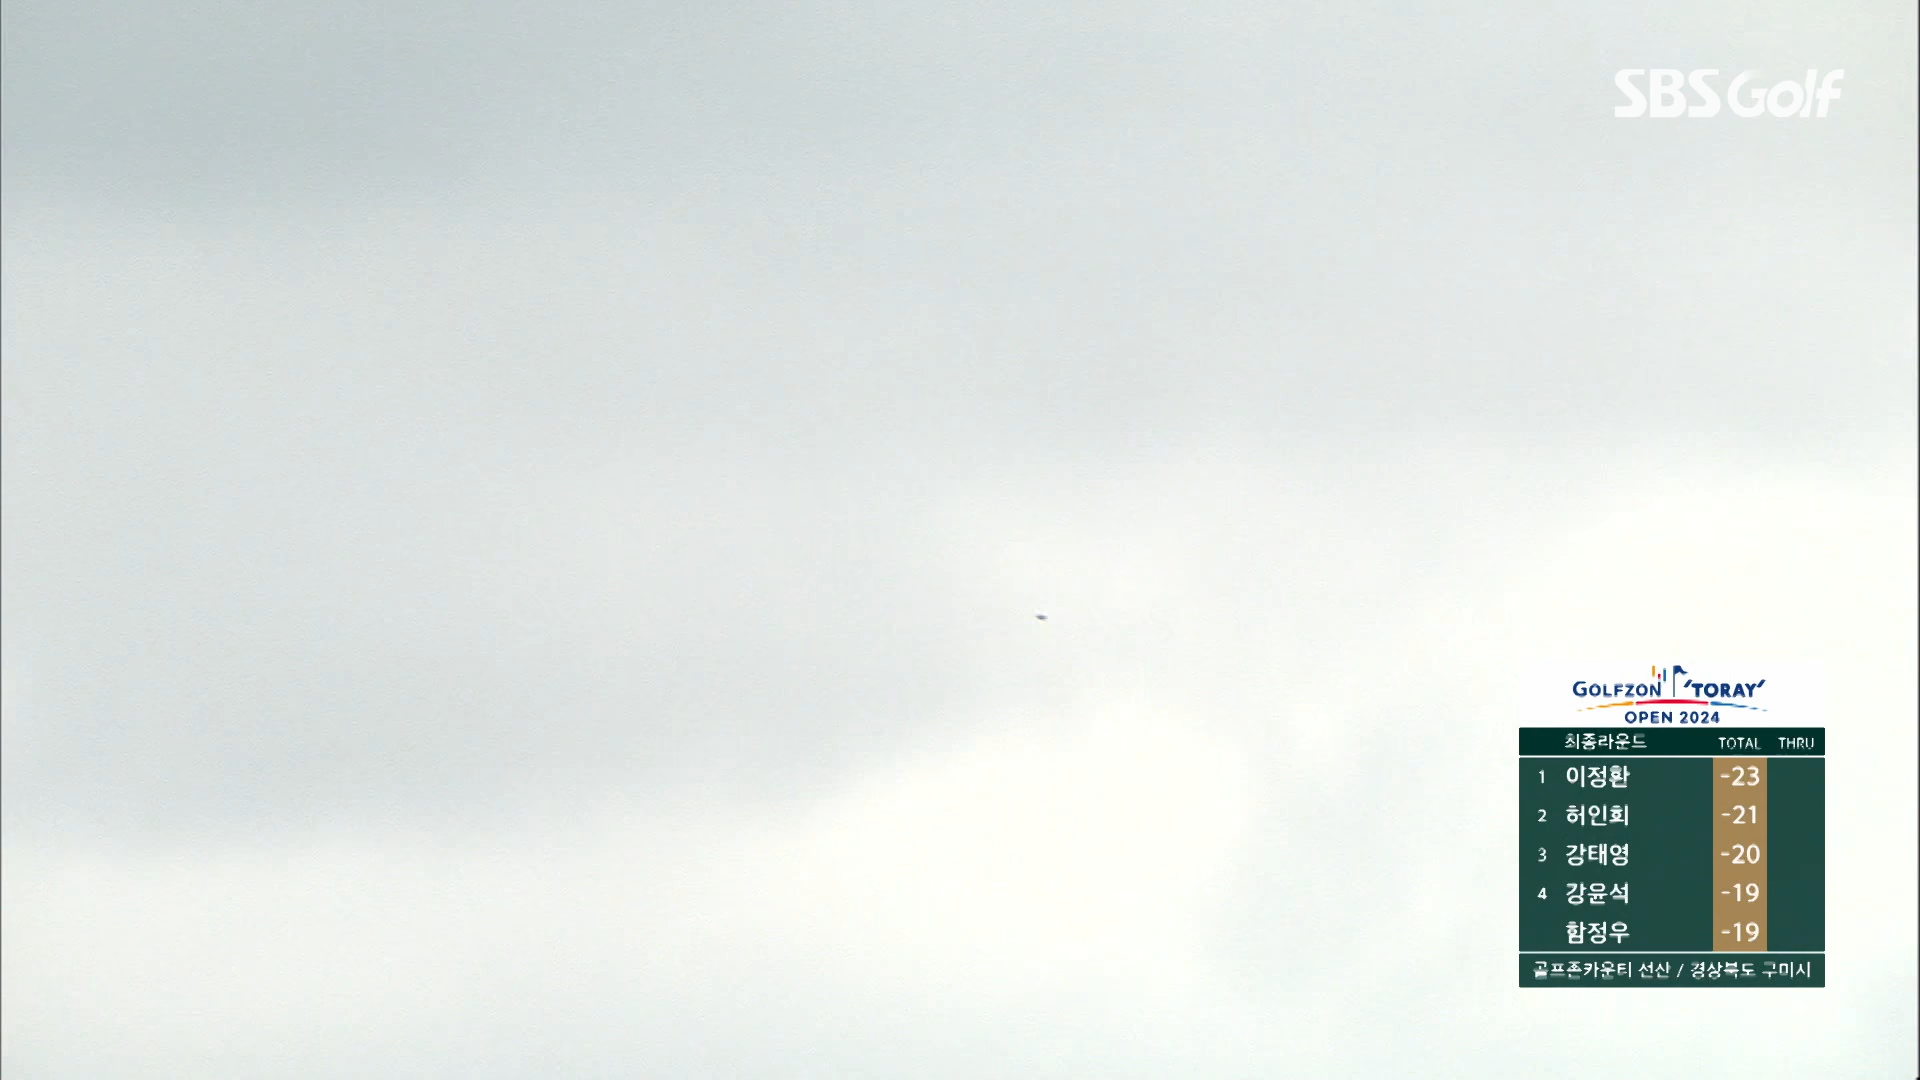 SBS Golf
GOLFZON 'TORAY'
OPEN 2024
최종라운드 TOTAL THRU
1 이정환 -23
2 허인회 -21
3 강태영 -20
4 강윤석 -19
함정우 -19
골프존카운티 선산 / 경상북도 구미시